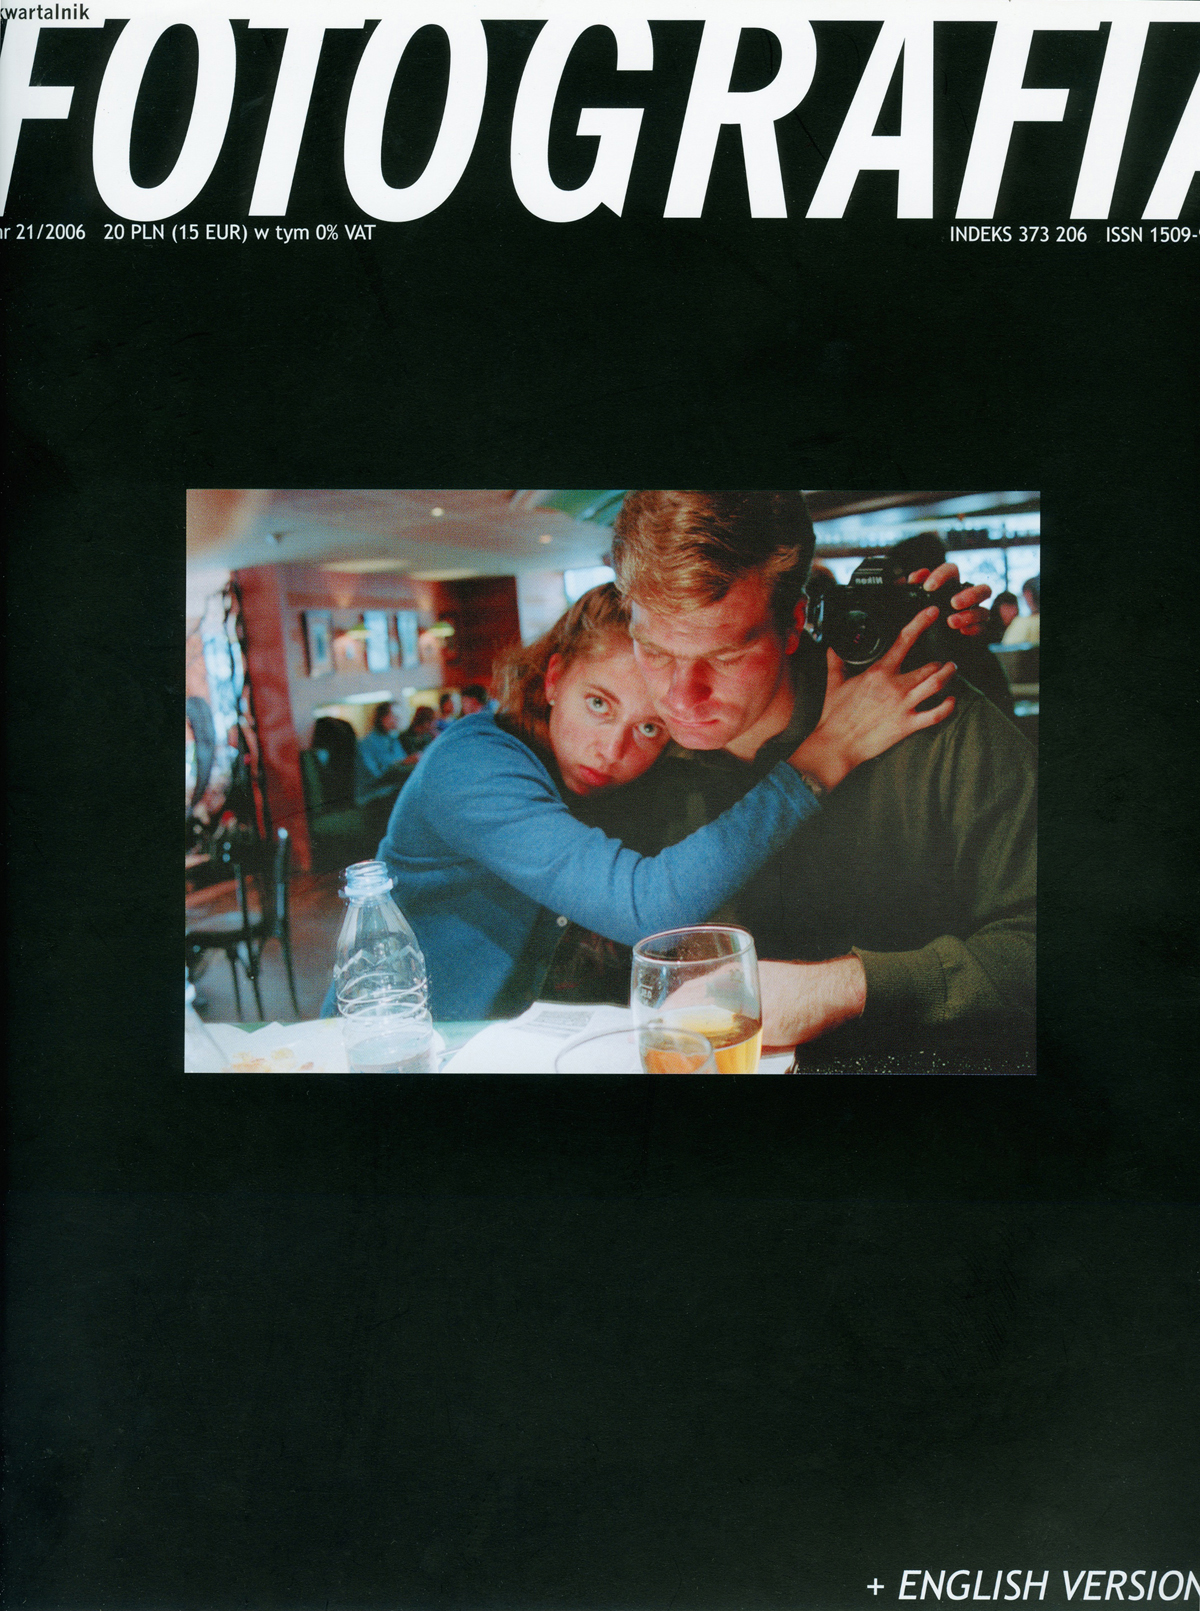 kwartalnik
FOTOGRAFIA
nr 21/2006 20 PLN (15 EUR) w tym 0% VAT
INDEKS 373 206 ISSN 1509-
Nikon
+ ENGLISH VERSION